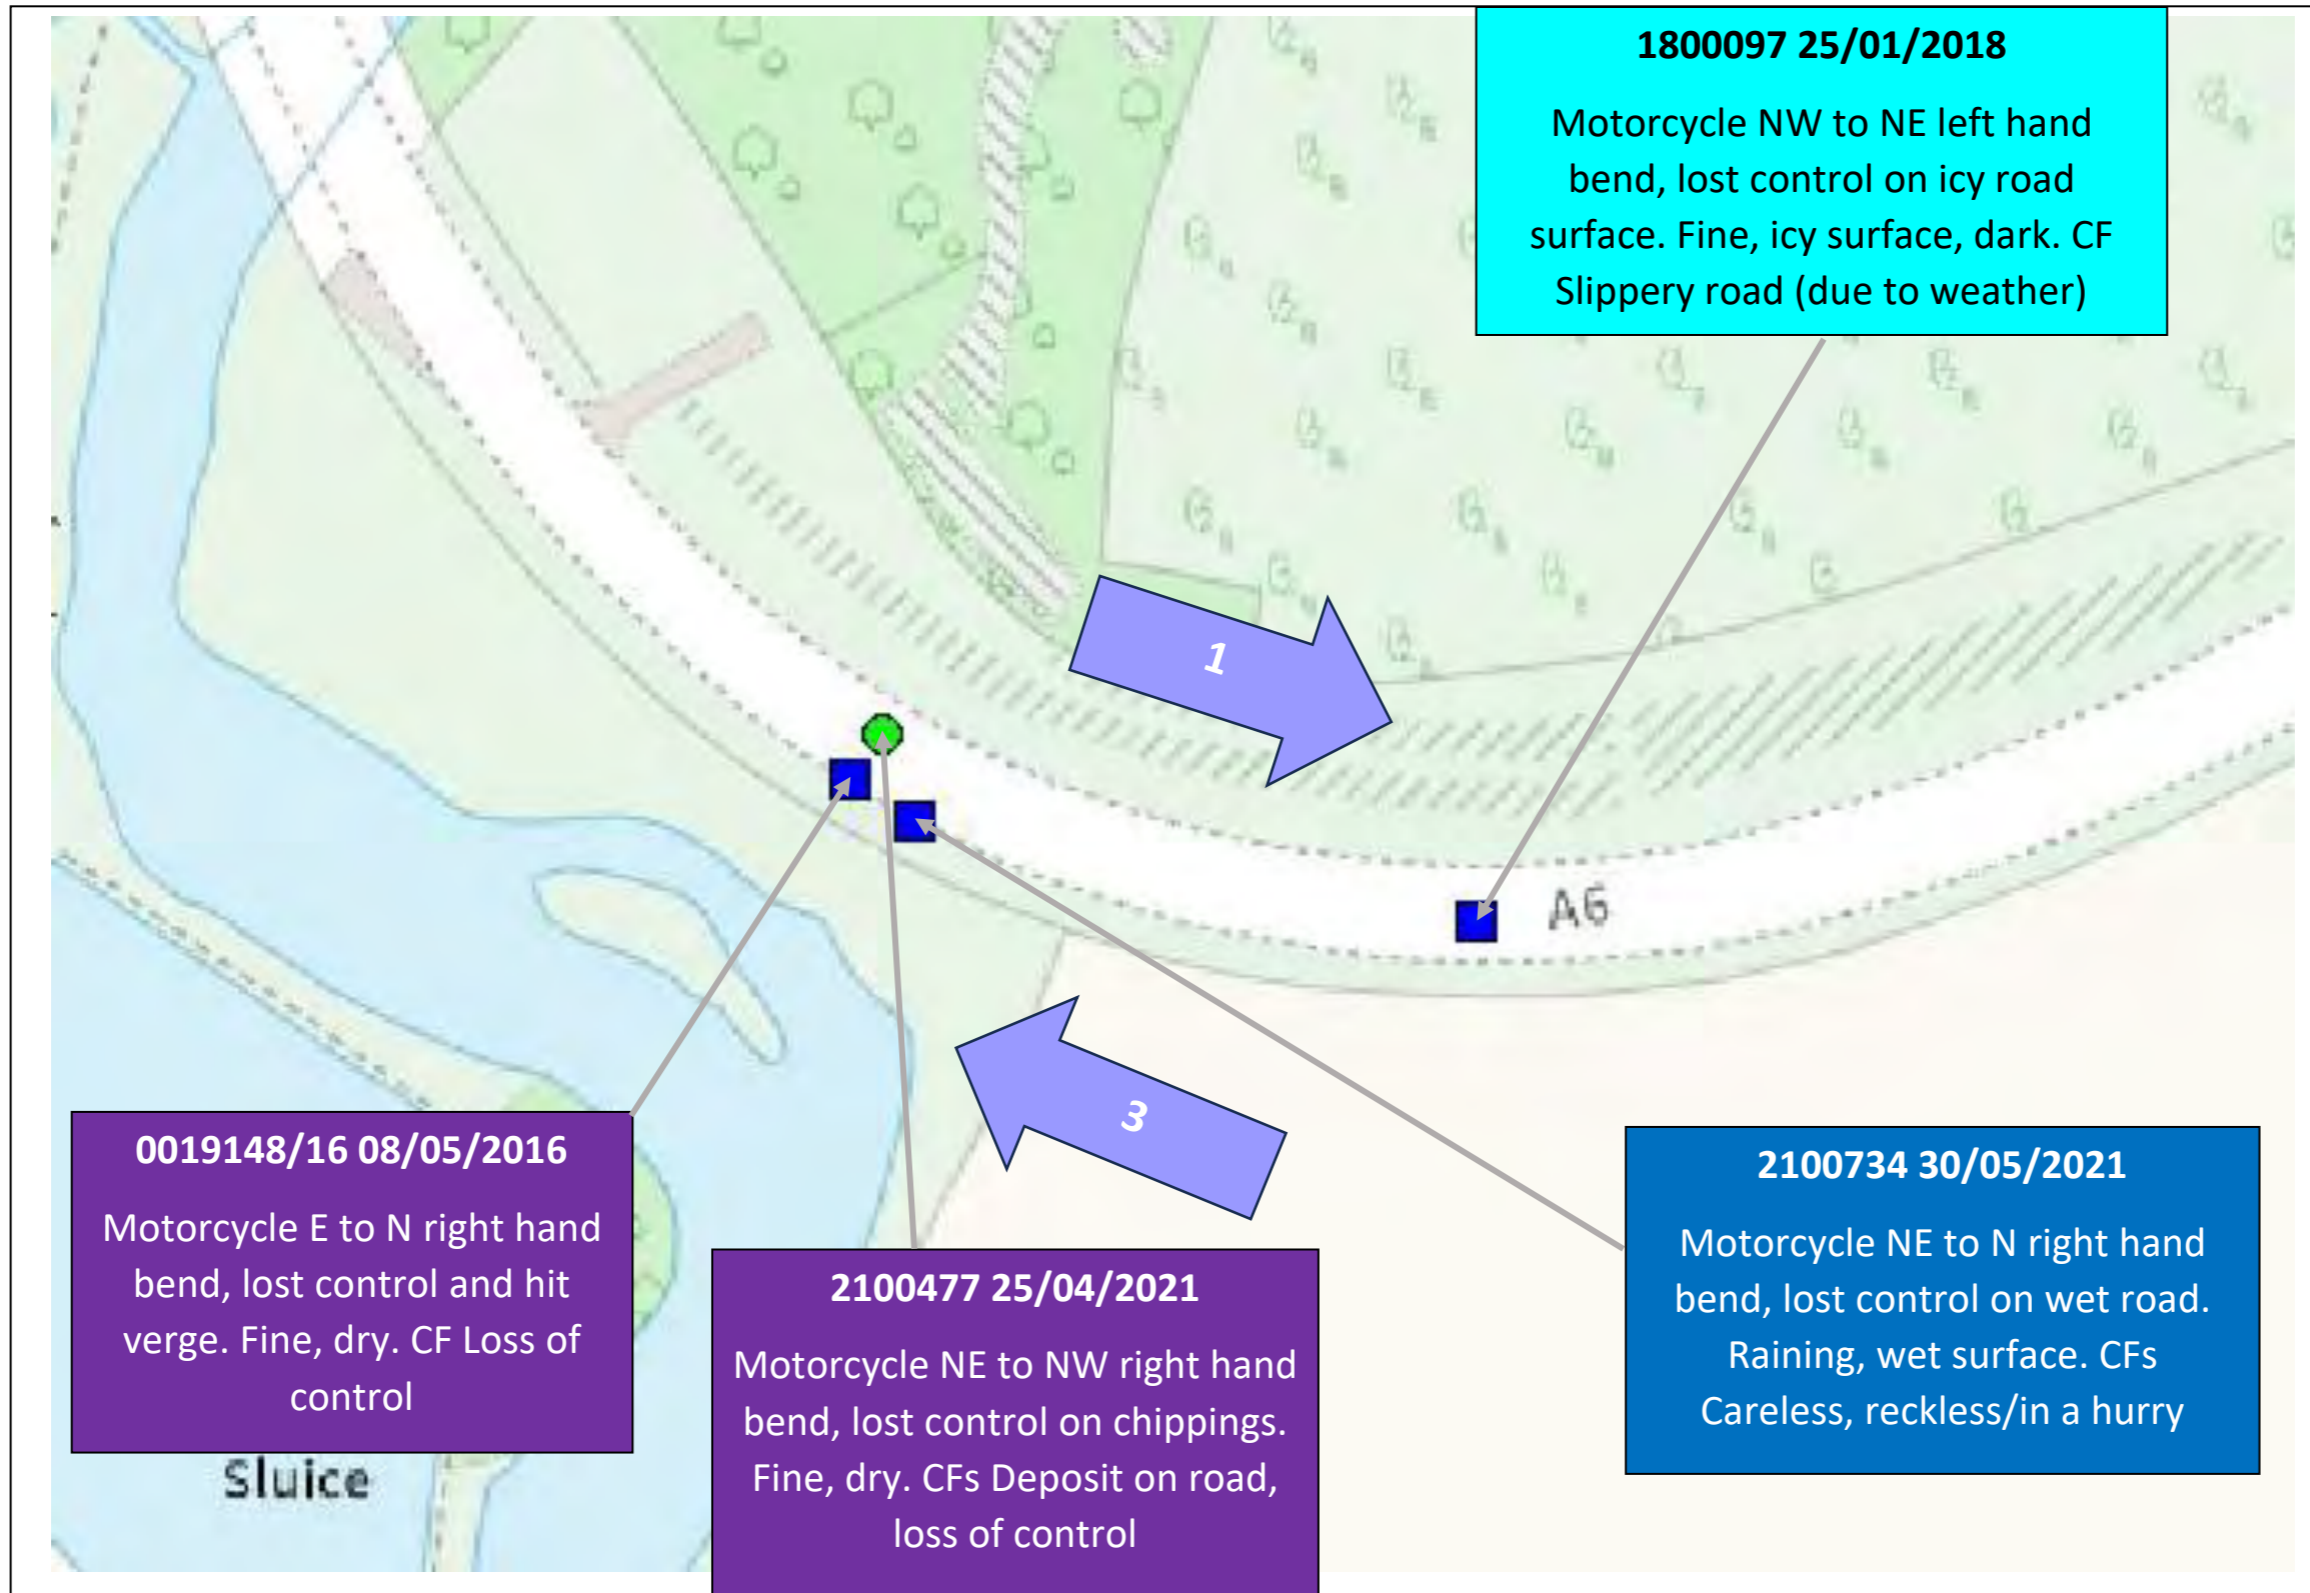 1800097 25/01/2018
Motorcycle NW to NE left hand
bend, lost control on icy road
surface. Fine, icy surface, dark. CF
Slippery road (due to weather)
1
A6
3
0019148/16 08/05/2016
Motorcycle E to N right hand
bend, lost control and hit
verge. Fine, dry. CF Loss of
control
2100477 25/04/2021
Motorcycle NE to NW right hand
bend, lost control on chippings.
Fine, dry. CFs Deposit on road,
loss of control
2100734 30/05/2021
Motorcycle NE to N right hand
bend, lost control on wet road.
Raining, wet surface. CFs
Careless, reckless/in a hurry
Sluice